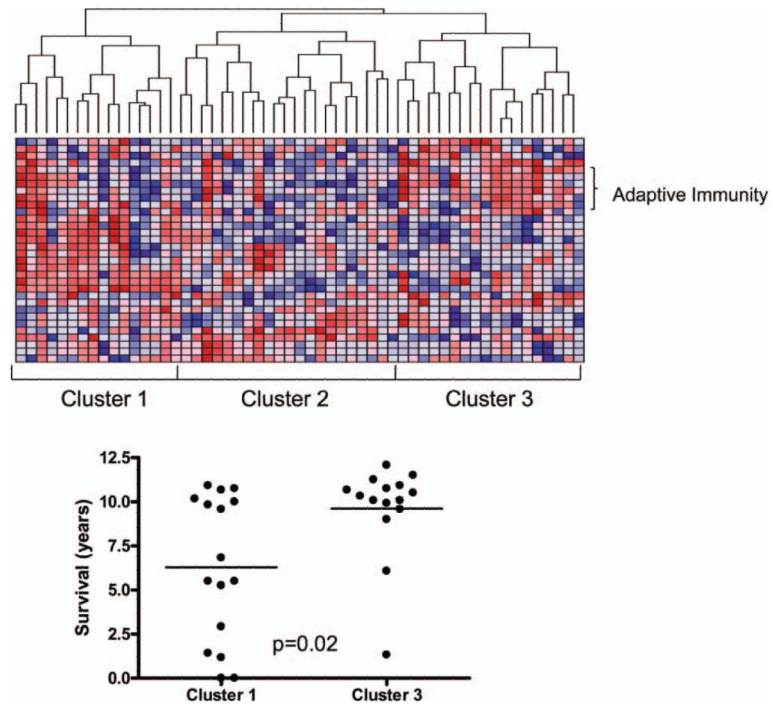 Adaptive Immunity
Cluster 1
Cluster 2
Cluster 3
Survival (years)
12.5
10.0
7.5
5.0
2.5
0.0
p=0.02
Cluster 1
Cluster 3